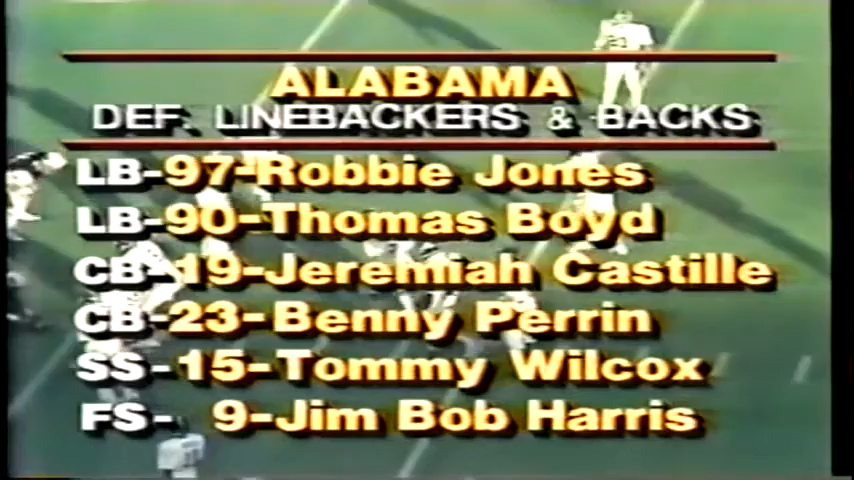 ALABAMA
DEF. LINEBACKERS & BACKS
LB-97-Robbie Jones
LB-90-Thomas Boyd
CB-19-Jeremiah Castille
CB-23-Benny Perrin
SS-15-Tommy Wilcox
FS- 9-Jim Bob Harris